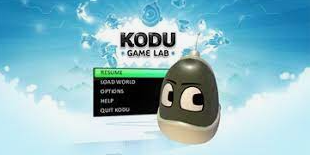 KODU
GAME LAB
RESUME
LOAD WORLD
OPTIONS
HELP
QUIT KODU